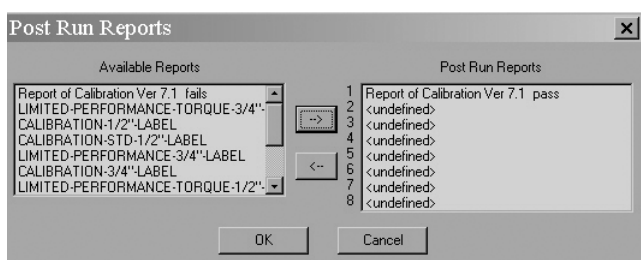 Post Run Reports
Available Reports
Report of Calibration Ver 7.1 fails
LIMITED-PERFORMANCE-TORQUE-3/4"-
CALIBRATION-1/2"-LABEL
CALIBRATION-STD-1/2"-LABEL
LIMITED-PERFORMANCE-3/4"-LABEL
CALIBRATION-3/4"-LABEL
LIMITED-PERFORMANCE-TORQUE-1/2"-
-->
<--
Post Run Reports
1 Report of Calibration Ver 7.1 pass
2 <undefined>
3 <undefined>
4 <undefined>
5 <undefined>
6 <undefined>
7 <undefined>
8 <undefined>
OK
Cancel